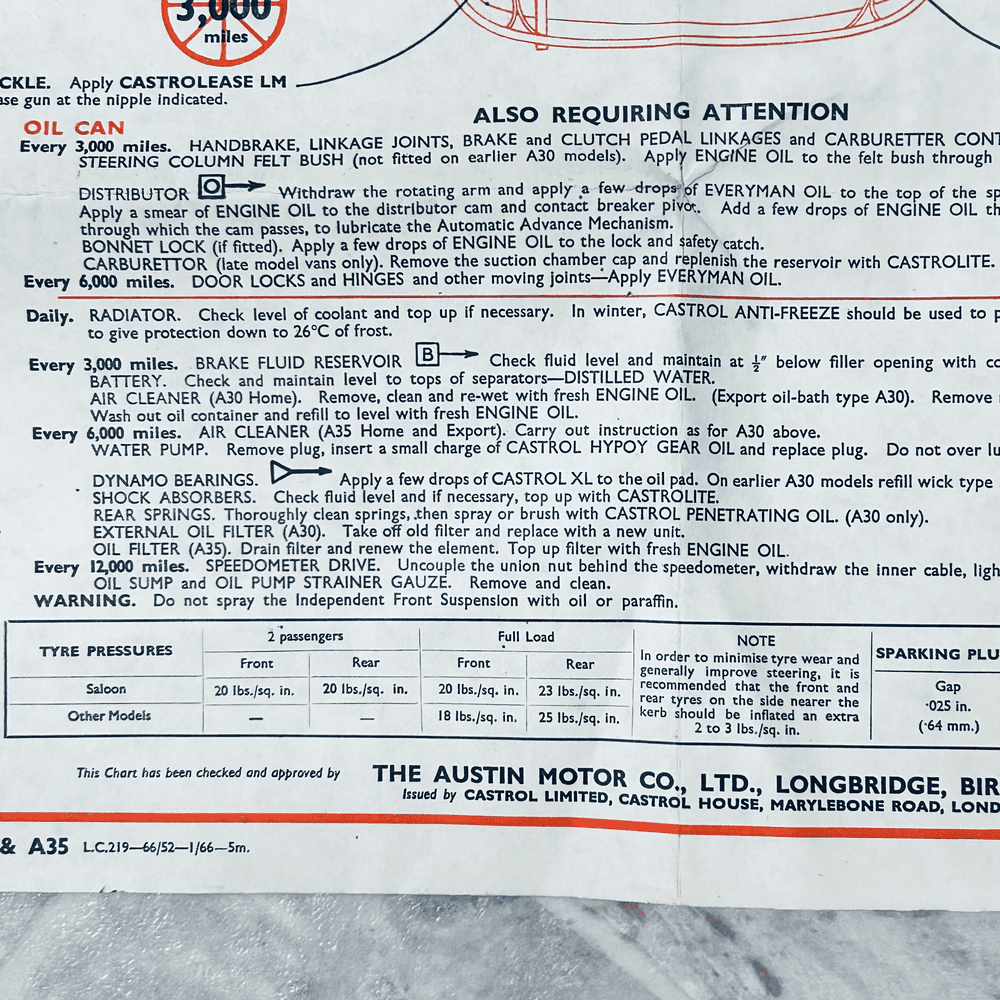 3,000
miles
CKLE. Apply CASTROLEASE LM
ase gun at the nipple indicated.
ALSO REQUIRING ATTENTION
OIL CAN
Every 3,000 miles. HANDBRAKE, LINKAGE JOINTS, BRAKE and CLUTCH PEDAL LINKAGES and CARBURETTER CONT
STEERING COLUMN FELT BUSH (not fitted on earlier A30 models). Apply ENGINE OIL to the felt bush through
DISTRIBUTOR O Withdraw the rotating arm and apply a few drops of EVERYMAN OIL to the top of the sp
Apply a smear of ENGINE OIL to the distributor cam and contact breaker pivot. Add a few drops of ENGINE OIL th
through which the cam passes, to lubricate the Automatic Advance Mechanism.
BONNET LOCK (if fitted). Apply a few drops of ENGINE OIL to the lock and safety catch.
CARBURETTOR (late model vans only). Remove the suction chamber cap and replenish the reservoir with CASTROLITE.
Every 6,000 miles. DOOR LOCKS and HINGES and other moving joints—Apply EVERYMAN OIL.
Daily. RADIATOR. Check level of coolant and top up if necessary. In winter, CASTROL ANTI-FREEZE should be used to p
to give protection down to 26°C of frost.
Every 3,000 miles. BRAKE FLUID RESERVOIR B Check fluid level and maintain at ½″ below filler opening with co
BATTERY. Check and maintain level to tops of separators—DISTILLED WATER.
AIR CLEANER (A30 Home). Remove, clean and re-wet with fresh ENGINE OIL. (Export oil-bath type A30). Remove
Wash out oil container and refill to level with fresh ENGINE OIL.
Every 6,000 miles. AIR CLEANER (A35 Home and Export). Carry out instruction as for A30 above.
WATER PUMP. Remove plug, insert a small charge of CASTROL HYPOY GEAR OIL and replace plug. Do not over lu
DYNAMO BEARINGS. Apply a few drops of CASTROL XL to the oil pad. On earlier A30 models refill wick type
SHOCK ABSORBERS. Check fluid level and if necessary, top up with CASTROLITE.
REAR SPRINGS. Thoroughly clean springs, then spray or brush with CASTROL PENETRATING OIL. (A30 only).
EXTERNAL OIL FILTER (A30). Take off old filter and replace with a new unit.
OIL FILTER (A35). Drain filter and renew the element. Top up filter with fresh ENGINE OIL.
Every 12,000 miles. SPEEDOMETER DRIVE. Uncouple the union nut behind the speedometer, withdraw the inner cable, ligh
OIL SUMP and OIL PUMP STRAINER GAUZE. Remove and clean.
WARNING. Do not spray the Independent Front Suspension with oil or paraffin.
TYRE PRESSURES 2 passengers Full Load
Front Rear Front Rear
Saloon 20 lbs./sq. in. 20 lbs./sq. in. 20 lbs./sq. in. 23 lbs./sq. in.
Other Models — — 18 lbs./sq. in. 25 lbs./sq. in.
NOTE
In order to minimise tyre wear and
generally improve steering, it is
recommended that the front and
rear tyres on the side nearer the
kerb should be inflated an extra
2 to 3 lbs./sq. in.
SPARKING PLU
Gap
·025 in.
(·64 mm.)
This Chart has been checked and approved by THE AUSTIN MOTOR CO., LTD., LONGBRIDGE, BIR
Issued by CASTROL LIMITED, CASTROL HOUSE, MARYLEBONE ROAD, LOND
& A35 L.C.219—66/52—1/66—5m.